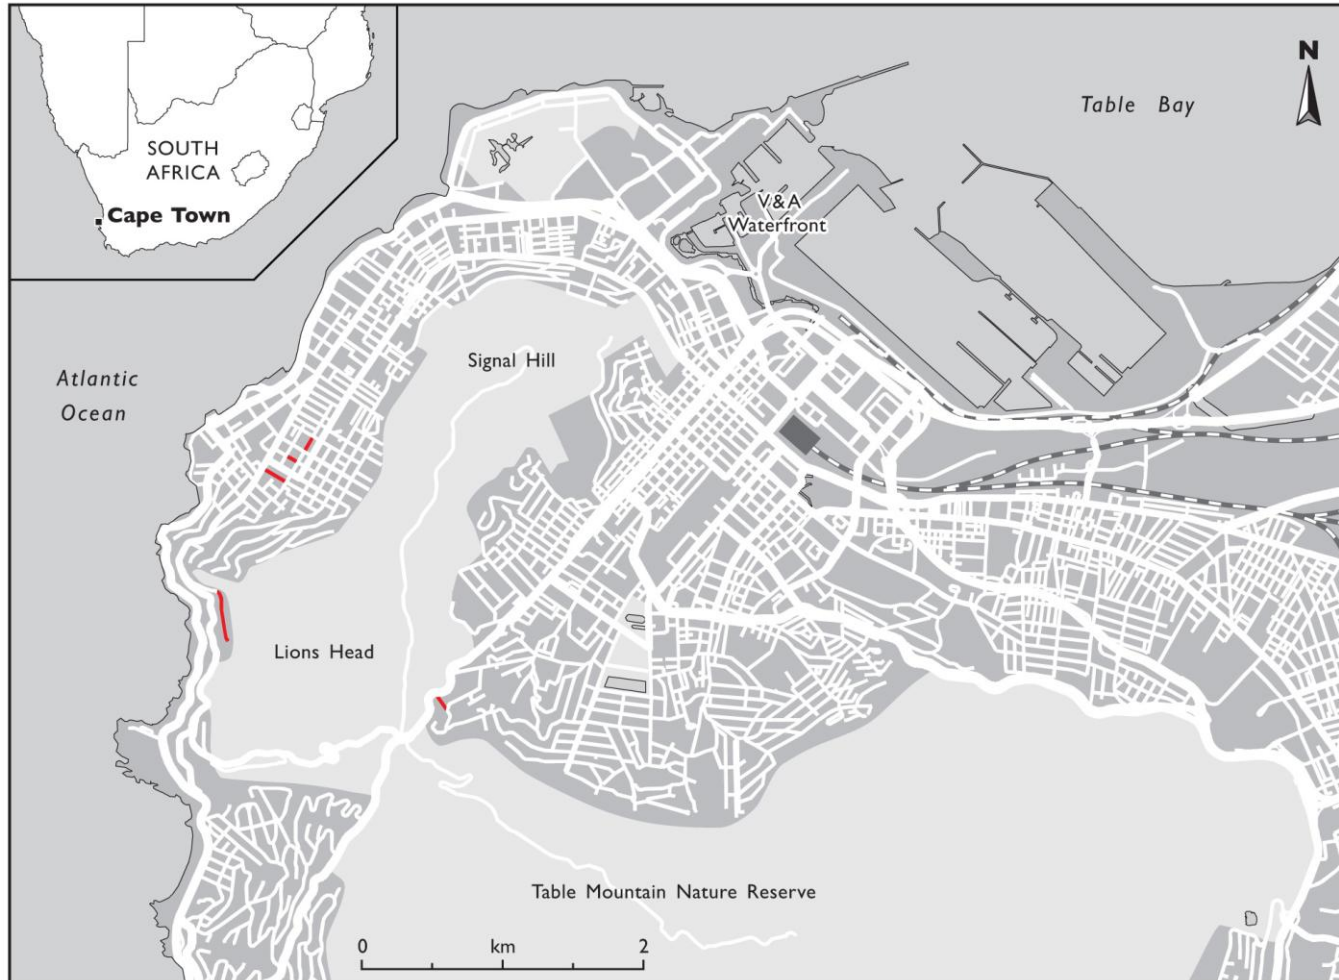 SOUTH
AFRICA
Cape Town
N
Table Bay
V&A
Waterfront
Signal Hill
Atlantic
Ocean
Lions Head
Table Mountain Nature Reserve
0 km 2